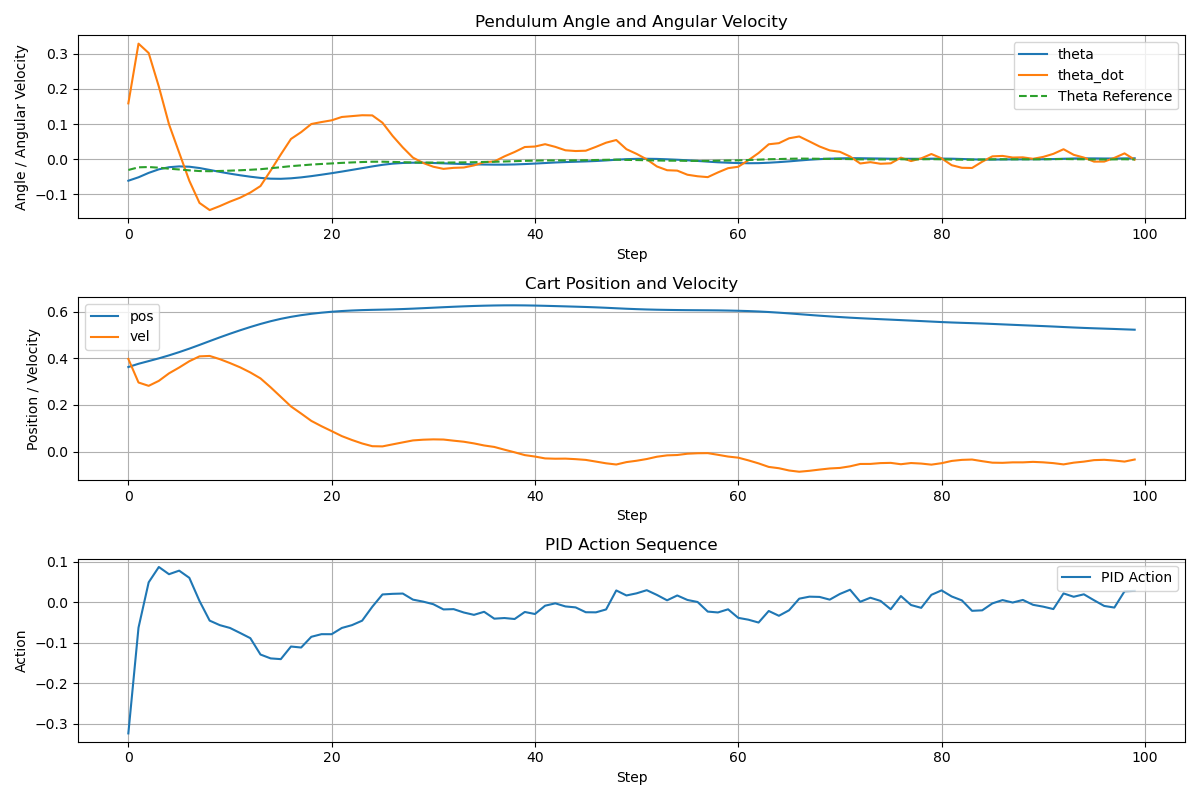 Pendulum Angle and Angular Velocity
Angle / Angular Velocity
0.3
0.2
0.1
0.0
−0.1
theta
theta_dot
Theta Reference
0 20 40 60 80 100
Step
Cart Position and Velocity
Position / Velocity
0.6
0.4
0.2
0.0
pos
vel
0 20 40 60 80 100
Step
PID Action Sequence
Action
0.1
0.0
−0.1
−0.2
−0.3
PID Action
0 20 40 60 80 100
Step